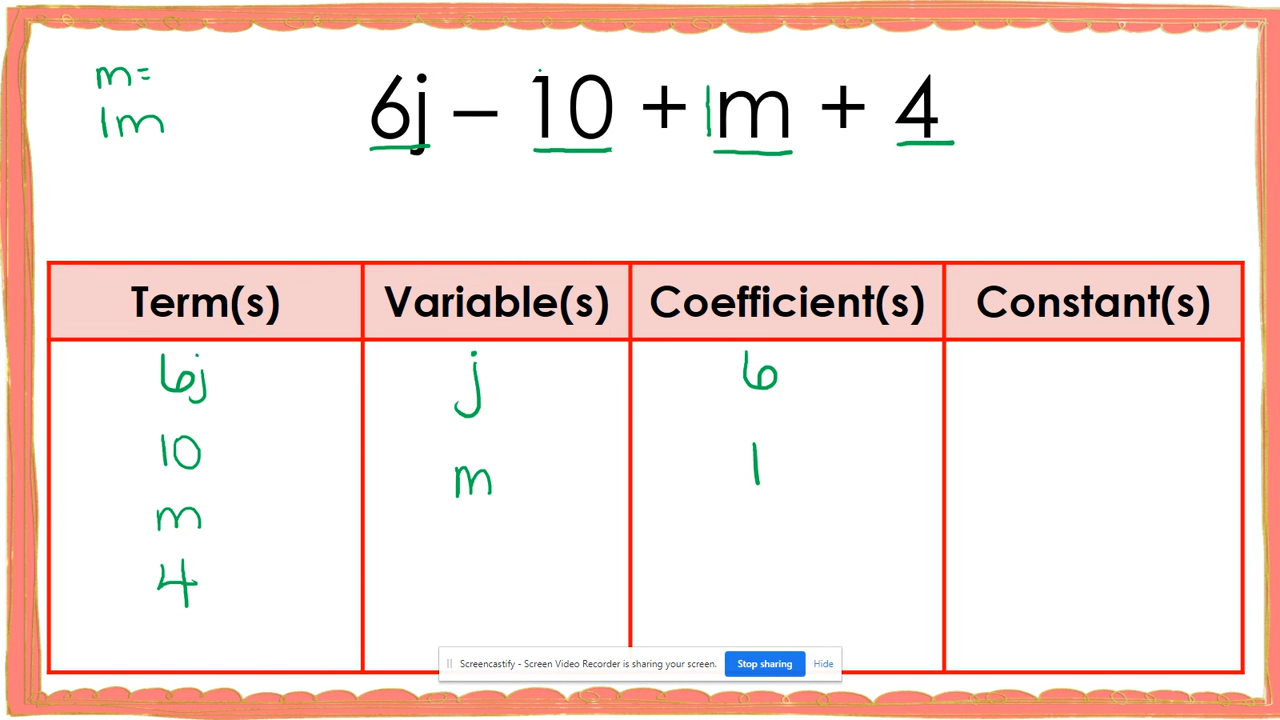 m=
1m
6j – 10 + 1m + 4
Term(s) Variable(s) Coefficient(s) Constant(s)
6j j 6
10 m 1
m
4
Screencastify - Screen Video Recorder is sharing your screen. Stop sharing Hide